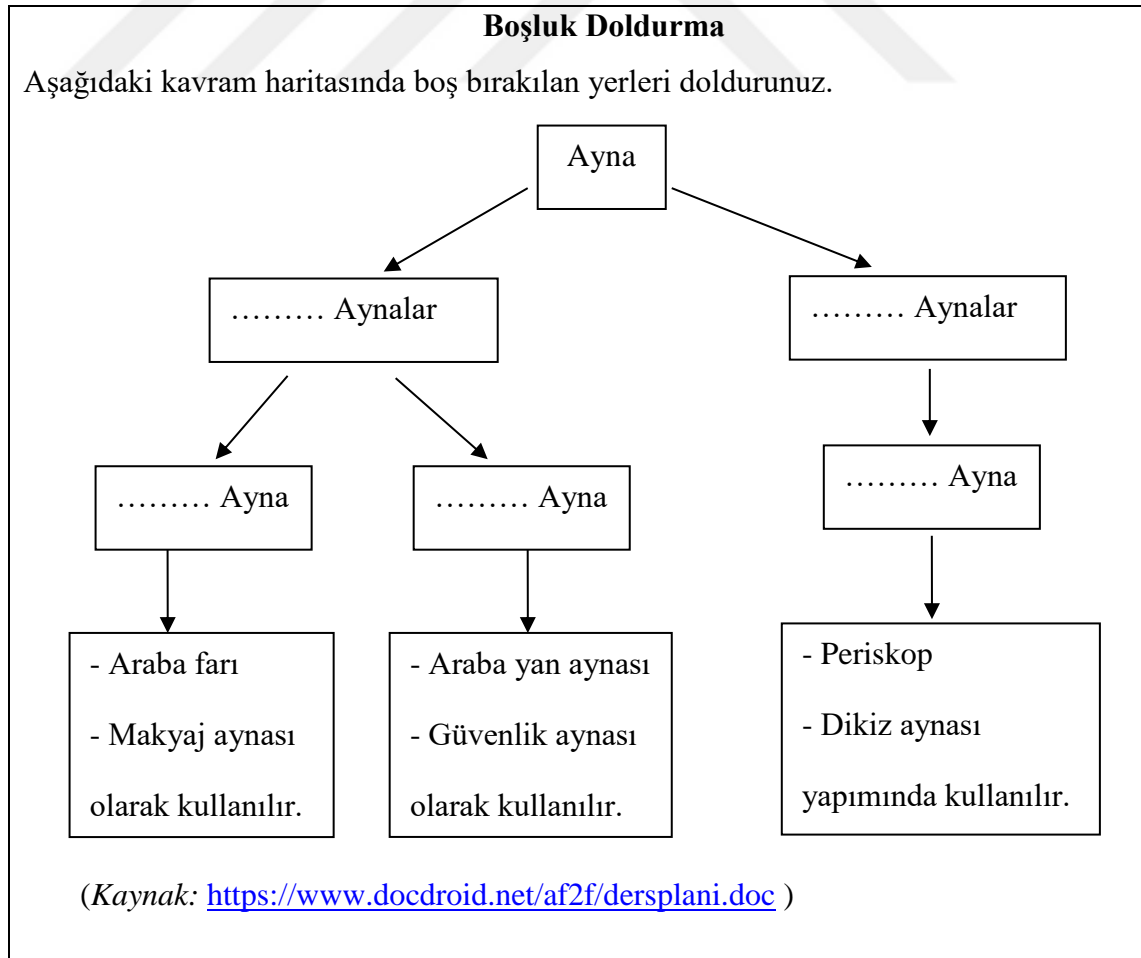 Boşluk Doldurma
Aşağıdaki kavram haritasında boş bırakılan yerleri doldurunuz.
Ayna
……… Aynalar
……… Aynalar
……… Ayna
……… Ayna
……… Ayna
- Araba farı
- Makyaj aynası
olarak kullanılır.
- Araba yan aynası
- Güvenlik aynası
olarak kullanılır.
- Periskop
- Dikiz aynası
yapımında kullanılır.
(Kaynak: https://www.docdroid.net/af2f/dersplani.doc )